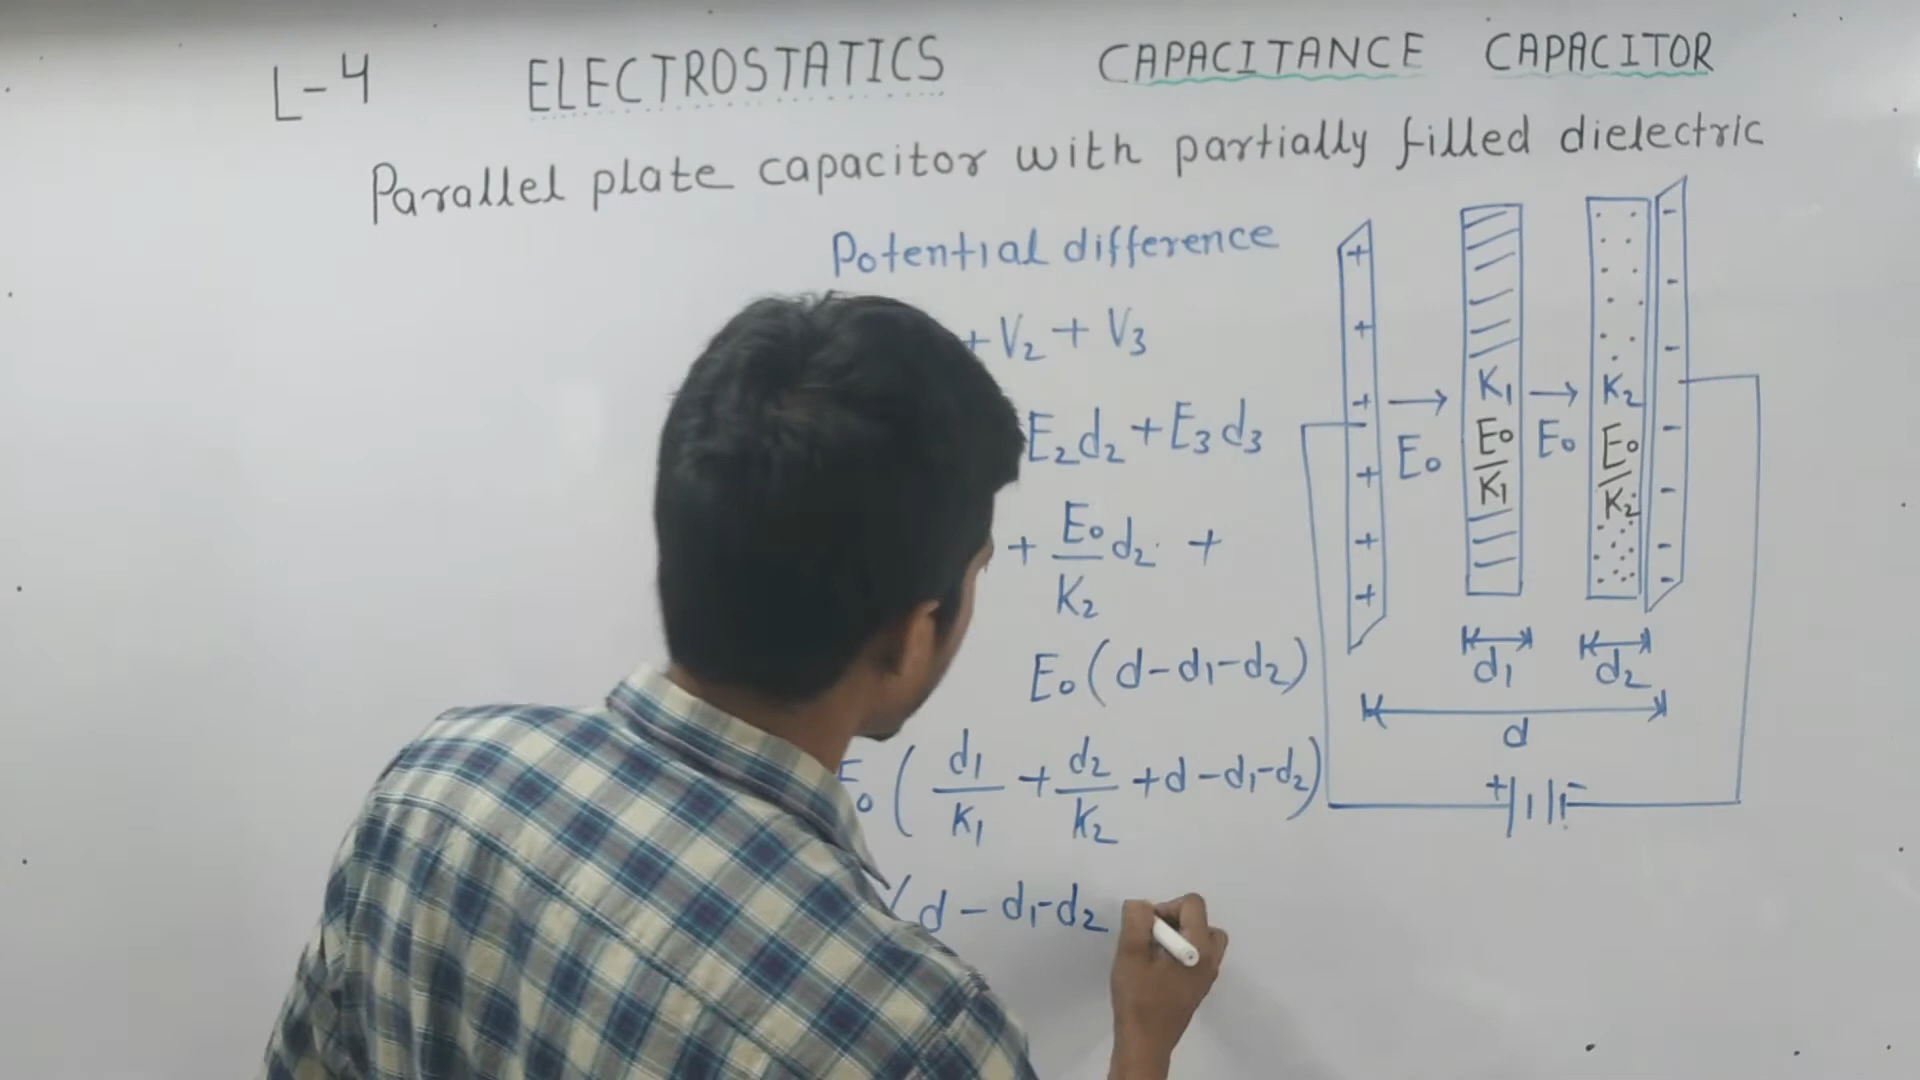 L-4 ELECTROSTATICS CAPACITANCE CAPACITOR
Parallel plate capacitor with partially filled dielectric
Potential difference
+V₂ + V₃
E₂d₂ + E₃d₃
+ E₀/K₂ d₂ +
E₀(d-d₁-d₂)
E₀(d₁/K₁ + d₂/K₂ + d-d₁-d₂)
(d - d₁-d₂
+ + + + + +
E₀
K₁
E₀/K₁
E₀
K₂
E₀/K₂
- - - - - - - -
d₁
d₂
d
+ -